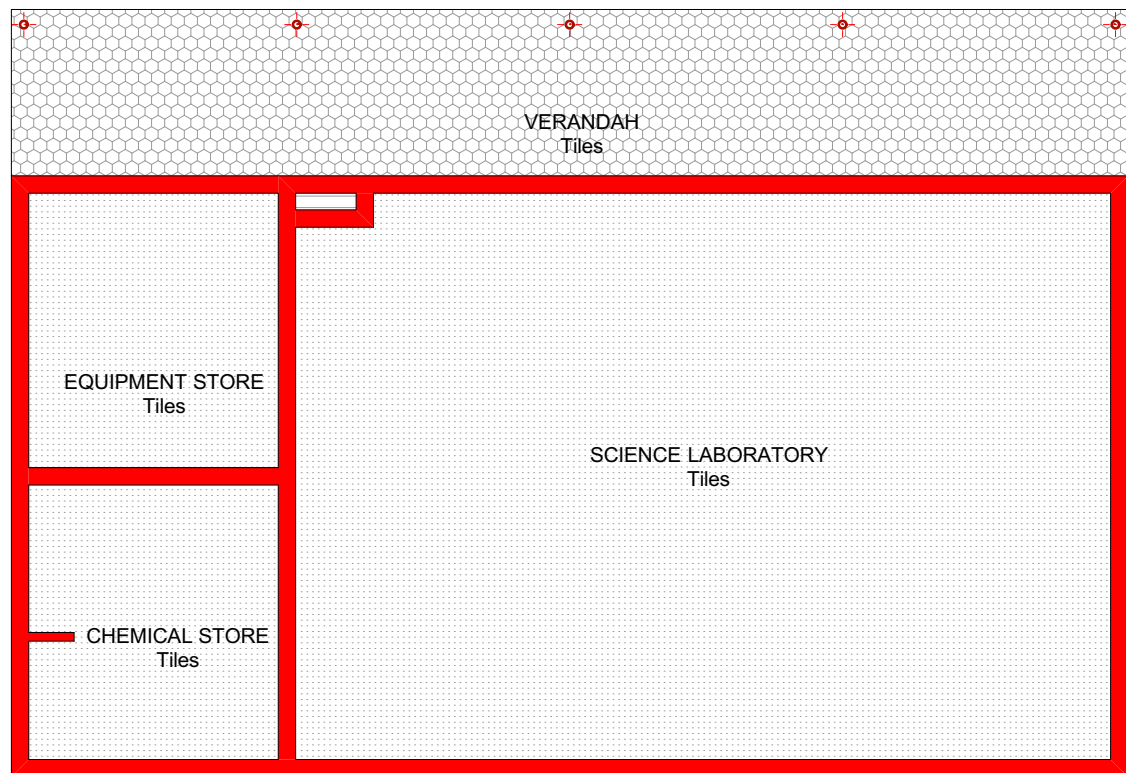 VERANDAH
Tiles
EQUIPMENT STORE
Tiles
SCIENCE LABORATORY
Tiles
CHEMICAL STORE
Tiles